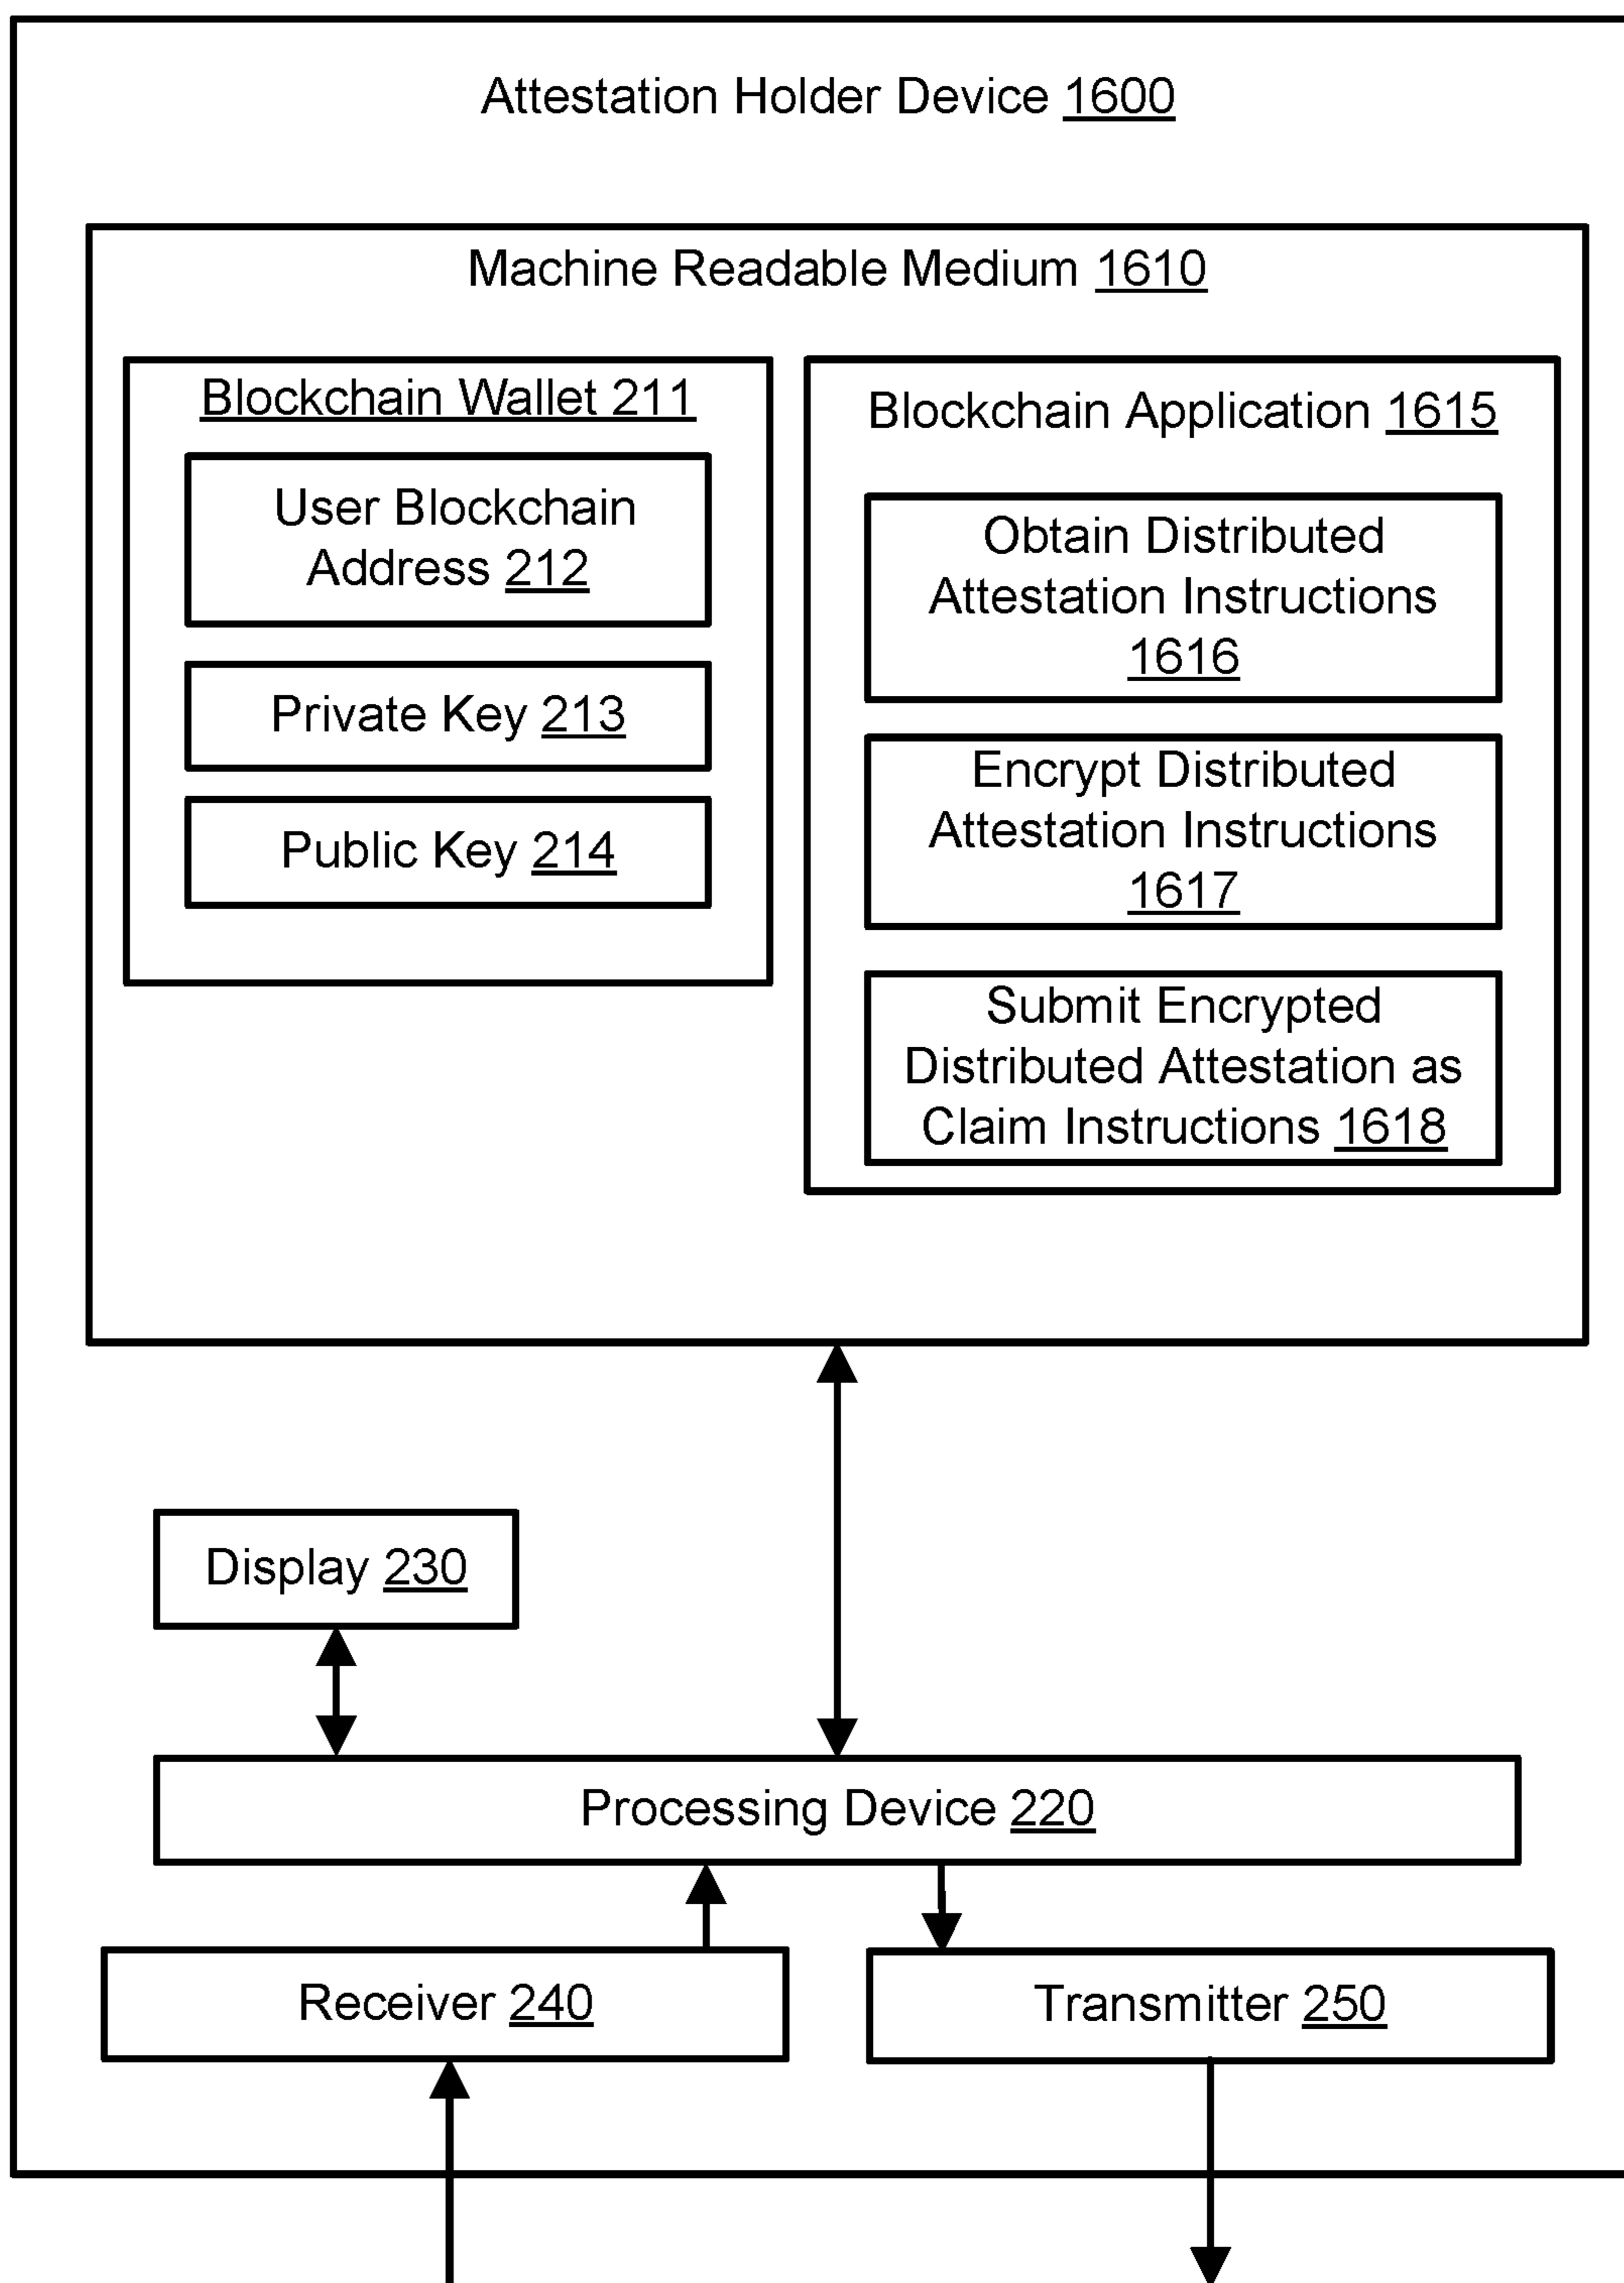 Attestation Holder Device 1600
Machine Readable Medium 1610
Blockchain Wallet 211
User Blockchain
Address 212
Private Key 213
Public Key 214
Blockchain Application 1615
Obtain Distributed
Attestation Instructions
1616
Encrypt Distributed
Attestation Instructions
1617
Submit Encrypted
Distributed Attestation as
Claim Instructions 1618
Display 230
Processing Device 220
Receiver 240
Transmitter 250